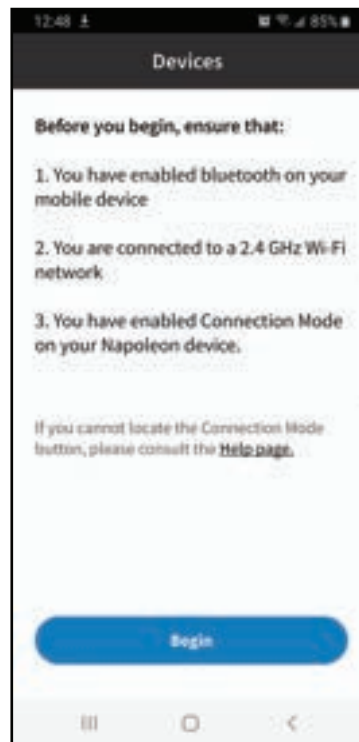 12:48
85%
Devices
Before you begin, ensure that:
1. You have enabled bluetooth on your
mobile device
2. You are connected to a 2.4 GHz Wi-Fi
network
3. You have enabled Connection Mode
on your Napoleon device.
If you cannot locate the Connection Mode
button, please consult the Help page.
Begin